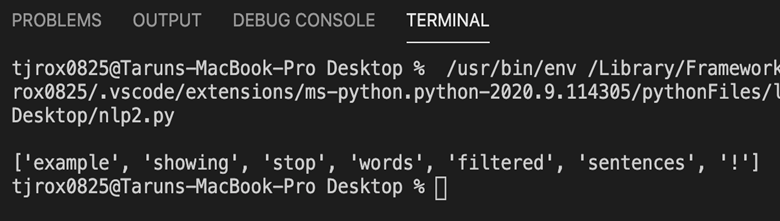 PROBLEMS OUTPUT DEBUG CONSOLE TERMINAL
tjrox0825@Taruns-MacBook-Pro Desktop %  /usr/bin/env /Library/Framework
rox0825/.vscode/extensions/ms-python.python-2020.9.114305/pythonFiles/l
Desktop/nlp2.py
['example', 'showing', 'stop', 'words', 'filtered', 'sentences', '!']
tjrox0825@Taruns-MacBook-Pro Desktop %